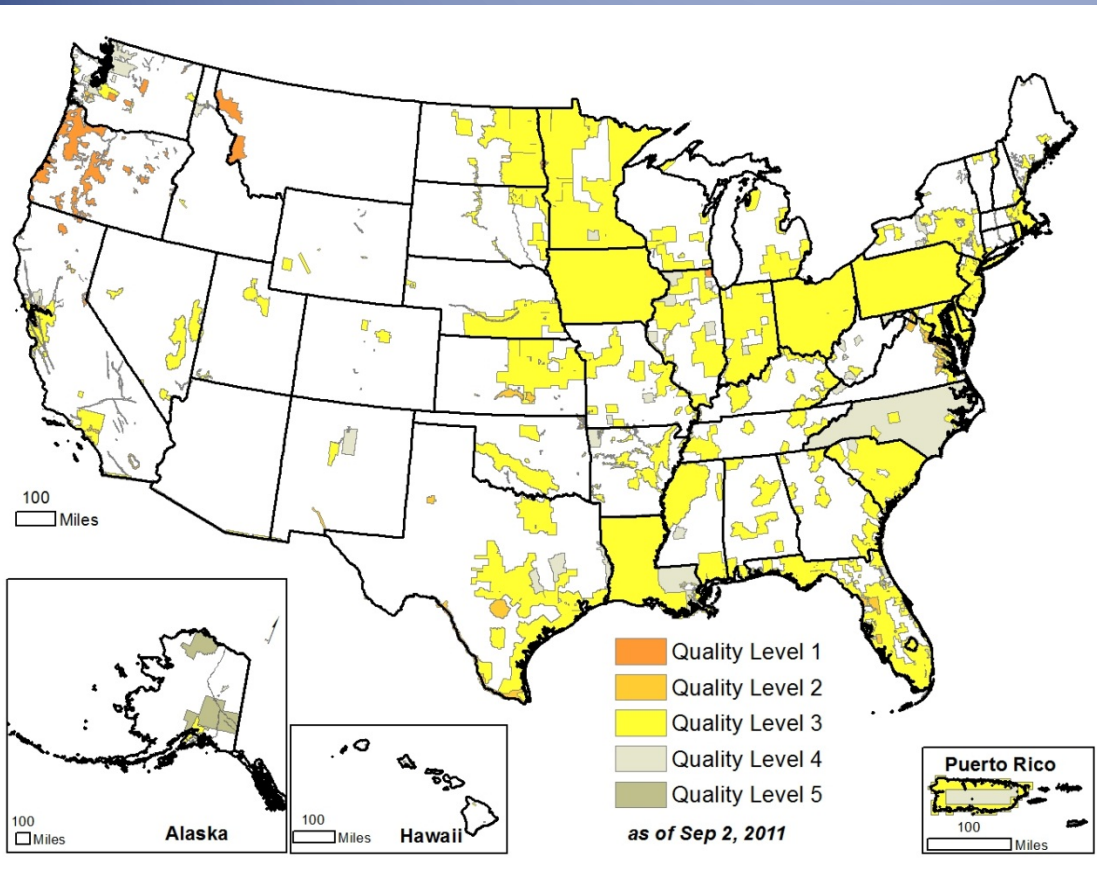 100
Miles
Quality Level 1
Quality Level 2
Quality Level 3
Quality Level 4
Quality Level 5
as of Sep 2, 2011
100
Miles
Alaska
100
Miles
Hawaii
Puerto Rico
100
Miles